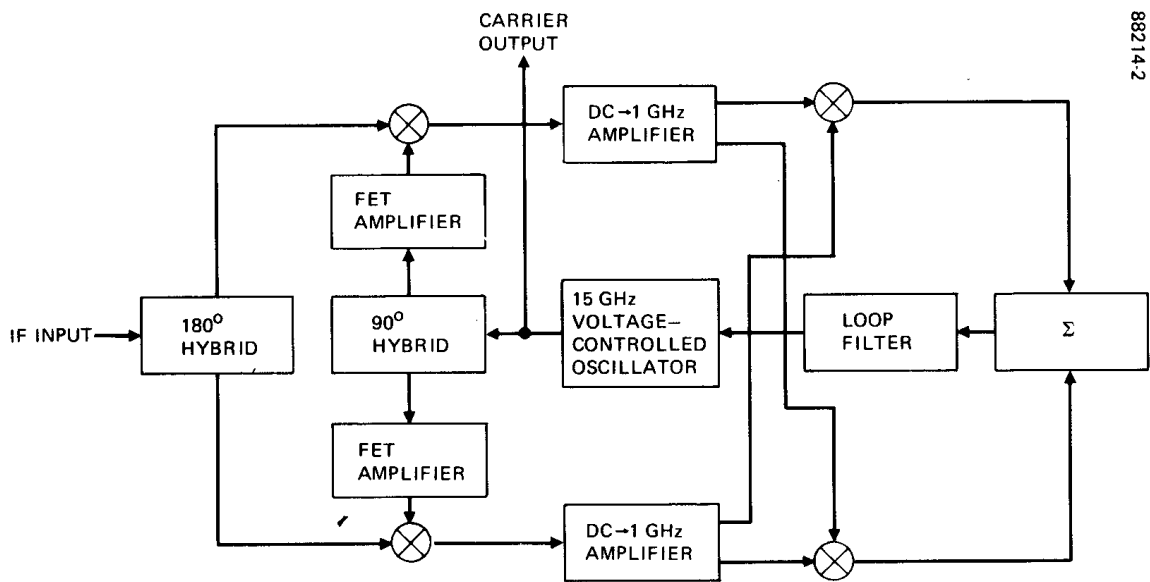 CARRIER
OUTPUT
88214-2
DC→1 GHz
AMPLIFIER
FET
AMPLIFIER
IF INPUT
180°
HYBRID
90°
HYBRID
15 GHz
VOLTAGE–
CONTROLLED
OSCILLATOR
LOOP
FILTER
Σ
FET
AMPLIFIER
DC→1 GHz
AMPLIFIER